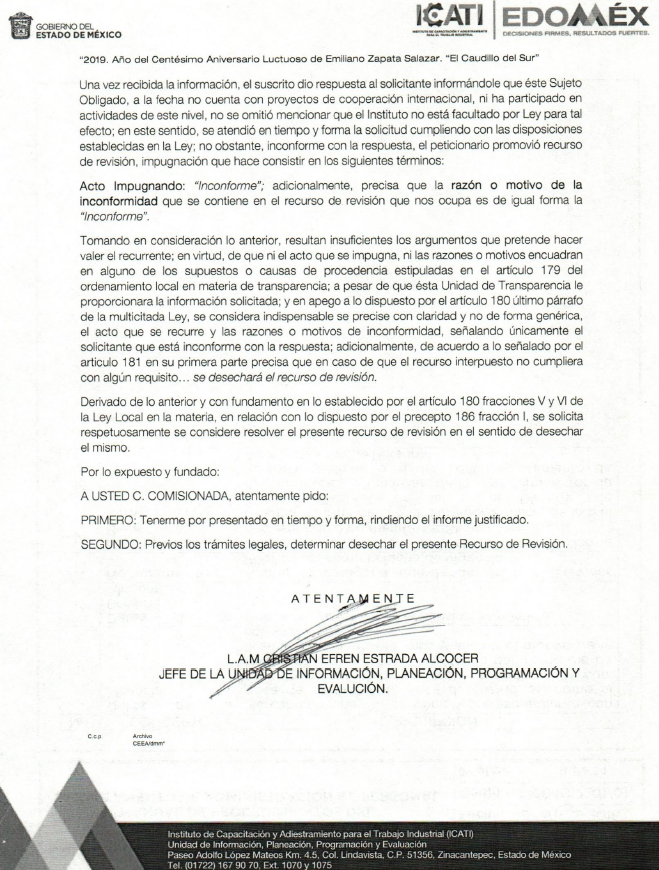 GOBIERNO DEL
ESTADO DE MÉXICO
ICATI
INSTITUTO DE CAPACITACIÓN Y ADIESTRAMIENTO
PARA EL TRABAJO INDUSTRIAL
EDOMÉX
DECISIONES FIRMES, RESULTADOS FUERTES.
"2019. Año del Centésimo Aniversario Luctuoso de Emiliano Zapata Salazar. "El Caudillo del Sur"
Una vez recibida la información, el suscrito dio respuesta al solicitante informándole que éste Sujeto
Obligado, a la fecha no cuenta con proyectos de cooperación internacional, ni ha participado en
actividades de este nivel, no se omitió mencionar que el Instituto no está facultado por Ley para tal
efecto; en este sentido, se atendió en tiempo y forma la solicitud cumpliendo con las disposiciones
establecidas en la Ley; no obstante, inconforme con la respuesta, el peticionario promovió recurso
de revisión, impugnación que hace consistir en los siguientes términos:
Acto Impugnando: "Inconforme"; adicionalmente, precisa que la razón o motivo de la
inconformidad que se contiene en el recurso de revisión que nos ocupa es de igual forma la
"Inconforme".
Tomando en consideración lo anterior, resultan insuficientes los argumentos que pretende hacer
valer el recurrente; en virtud, de que ni el acto que se impugna, ni las razones o motivos encuadran
en alguno de los supuestos o causas de procedencia estipuladas en el artículo 179 del
ordenamiento local en materia de transparencia; a pesar de que ésta Unidad de Transparencia le
proporcionara la información solicitada; y en apego a lo dispuesto por el artículo 180 último párrafo
de la multicitada Ley, se considera indispensable se precise con claridad y no de forma genérica,
el acto que se recurre y las razones o motivos de inconformidad, señalando únicamente el
solicitante que está inconforme con la respuesta; adicionalmente, de acuerdo a lo señalado por el
artículo 181 en su primera parte precisa que en caso de que el recurso interpuesto no cumpliera
con algún requisito… se desechará el recurso de revisión.
Derivado de lo anterior y con fundamento en lo establecido por el artículo 180 fracciones V y VI de
la Ley Local en la materia, en relación con lo dispuesto por el precepto 186 fracción I, se solicita
respetuosamente se considere resolver el presente recurso de revisión en el sentido de desechar
el mismo.
Por lo expuesto y fundado:
A USTED C. COMISIONADA, atentamente pido:
PRIMERO: Tenerme por presentado en tiempo y forma, rindiendo el informe justificado.
SEGUNDO: Previos los trámites legales, determinar desechar el presente Recurso de Revisión.
ATENTAMENTE
L.A.M CRISTIAN EFREN ESTRADA ALCOCER
JEFE DE LA UNIDAD DE INFORMACIÓN, PLANEACIÓN, PROGRAMACIÓN Y
EVALUCIÓN.
C.c.p. Archivo
CEEA/dmm*
Instituto de Capacitación y Adiestramiento para el Trabajo Industrial (ICATI)
Unidad de Información, Planeación, Programación y Evaluación
Paseo Adolfo López Mateos Km. 4.5, Col. Lindavista, C.P. 51356, Zinacantepec, Estado de México
Tel. (01722) 167 90 70, Ext. 1070 y 1075